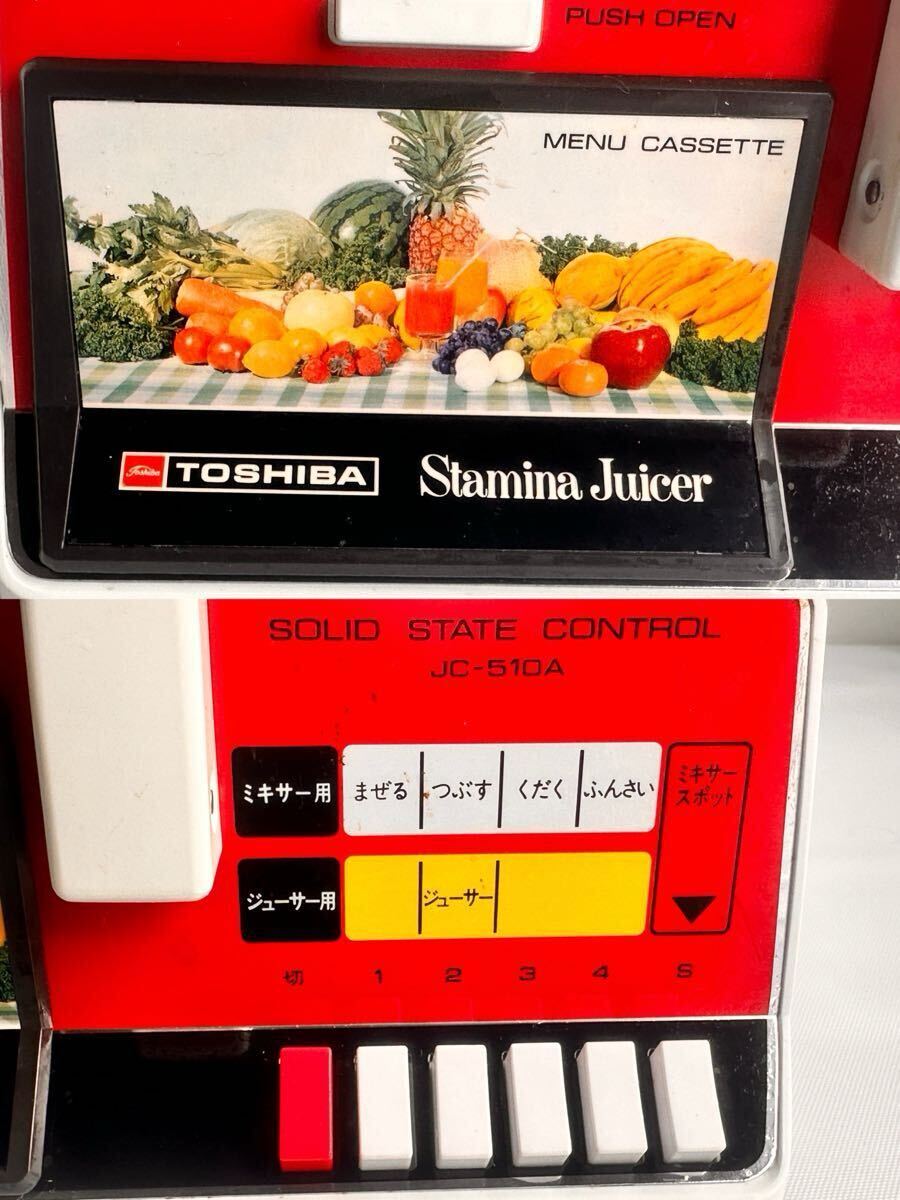 PUSH OPEN
MENU CASSETTE
Toshiba TOSHIBA Stamina Juicer
SOLID STATE CONTROL
JC-510A
ミキサー用 まぜる つぶす くだく ふんさい
ミキサー
スポット
ジューサー用 ジューサー
切 1 2 3 4 S